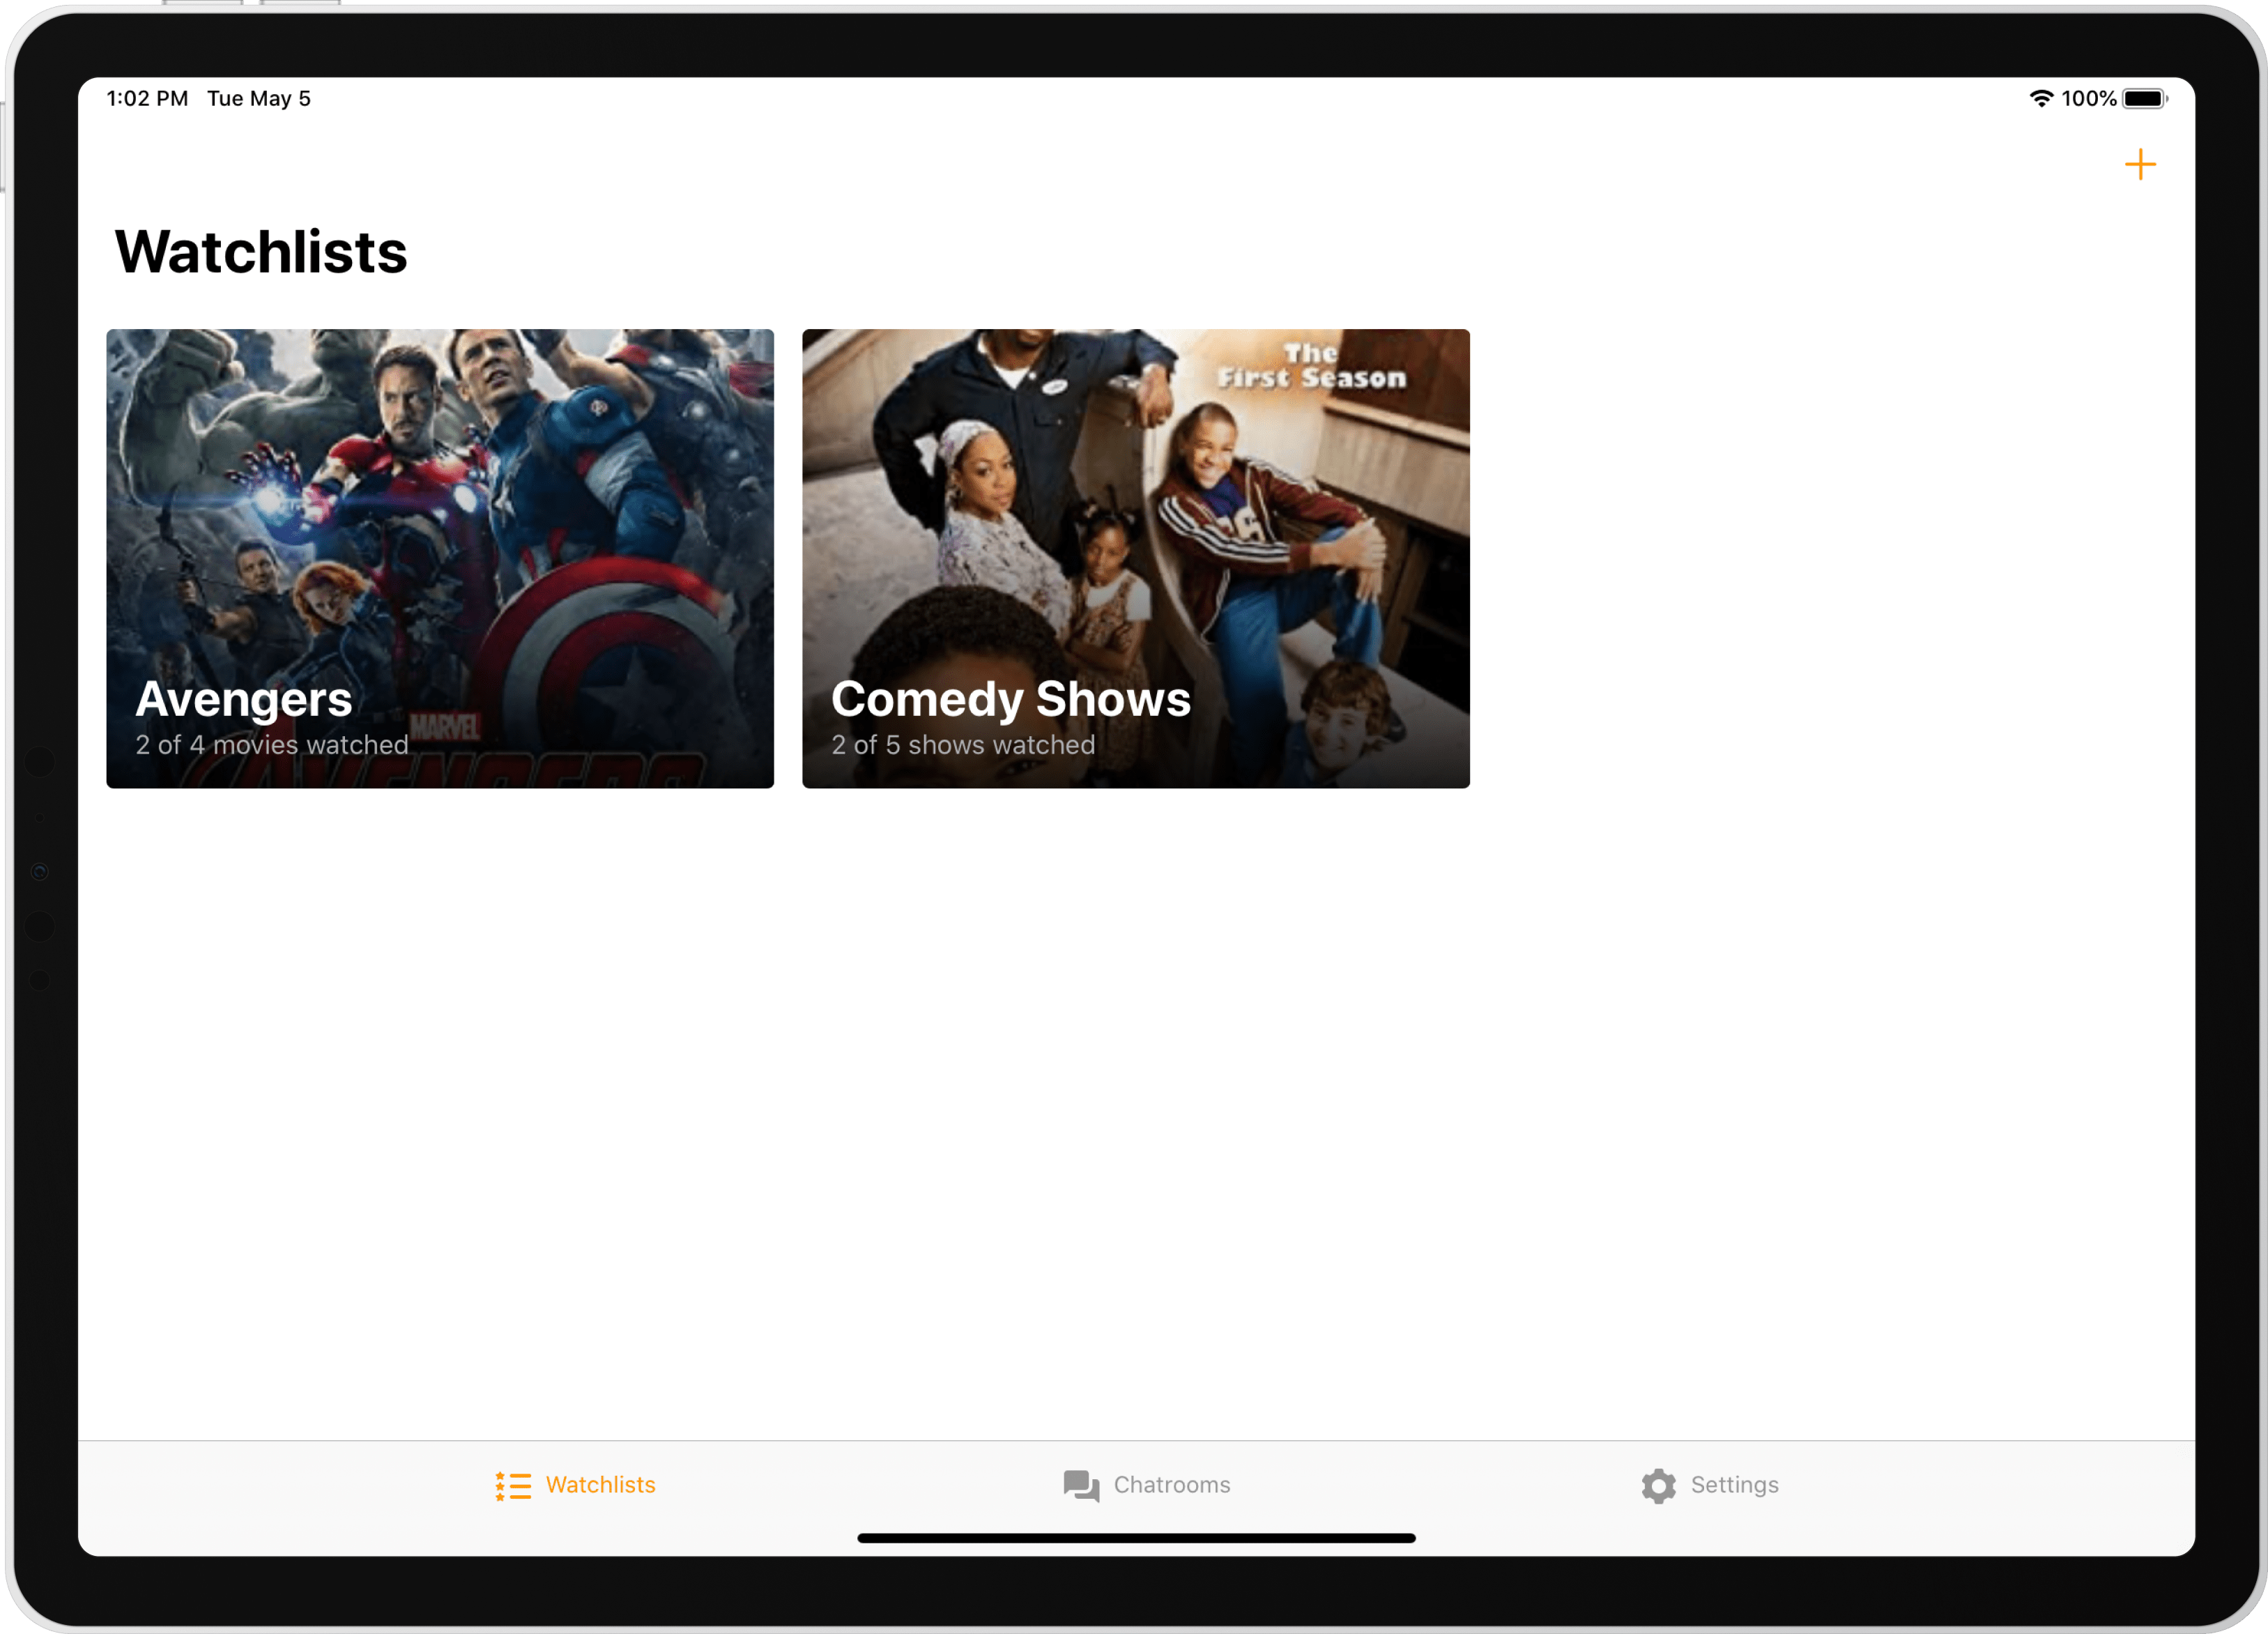 1:02 PM Tue May 5
100%
Watchlists
The
First Season
Avengers
MARVEL
2 of 4 movies watched
AVENGERS
Comedy Shows
2 of 5 shows watched
Watchlists
Chatrooms
Settings